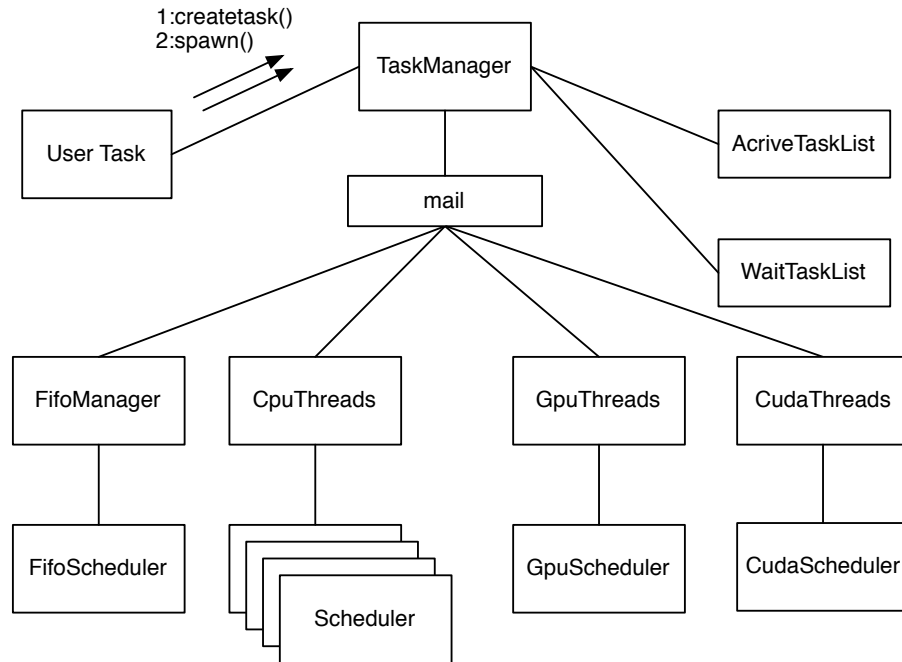 1:createtask()
2:spawn()
TaskManager
User Task
AcriveTaskList
mail
WaitTaskList
FifoManager
CpuThreads
GpuThreads
CudaThreads
FifoScheduler
GpuScheduler
CudaScheduler
Scheduler